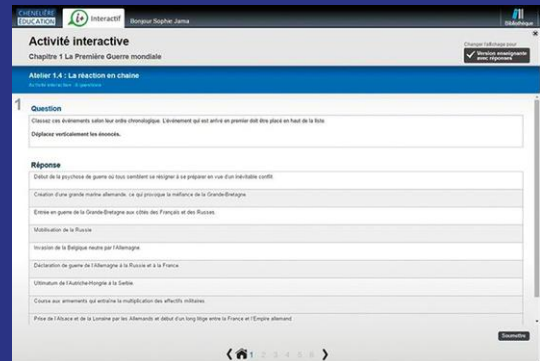 CHENELIÈRE
ÉDUCATION
Interactif
Bonjour Sophie Jama
Bibliothèque
Activité interactive
Chapitre 1 La Première Guerre mondiale
Changer l'affichage pour
Version enseignante
avec réponses
Atelier 1.4 : La réaction en chaîne
Activité interactive - 6 questions
1
Question
Classez ces événements selon leur ordre chronologique. L'événement qui est arrivé en premier doit être placé en haut de la liste.
Déplacez verticalement les énoncés.
Réponse
Début de la psychose de guerre où tous semblent se résigner à se préparer en vue d'un inévitable conflit.
Création d'une grande marine allemande, ce qui provoque la méfiance de la Grande-Bretagne.
Entrée en guerre de la Grande-Bretagne aux côtés des Français et des Russes.
Mobilisation de la Russie
Invasion de la Belgique neutre par l'Allemagne
Déclaration de guerre de l'Allemagne à la Russie et à la France.
Ultimatum de l'Autriche-Hongrie à la Serbie.
Course aux armements qui entraîne la multiplication des effectifs militaires.
Prise de l'Alsace et de la Lorraine par les Allemands et début d'un long litige entre la France et l'Empire allemand.
Soumettre
1 2 3 4 5 6